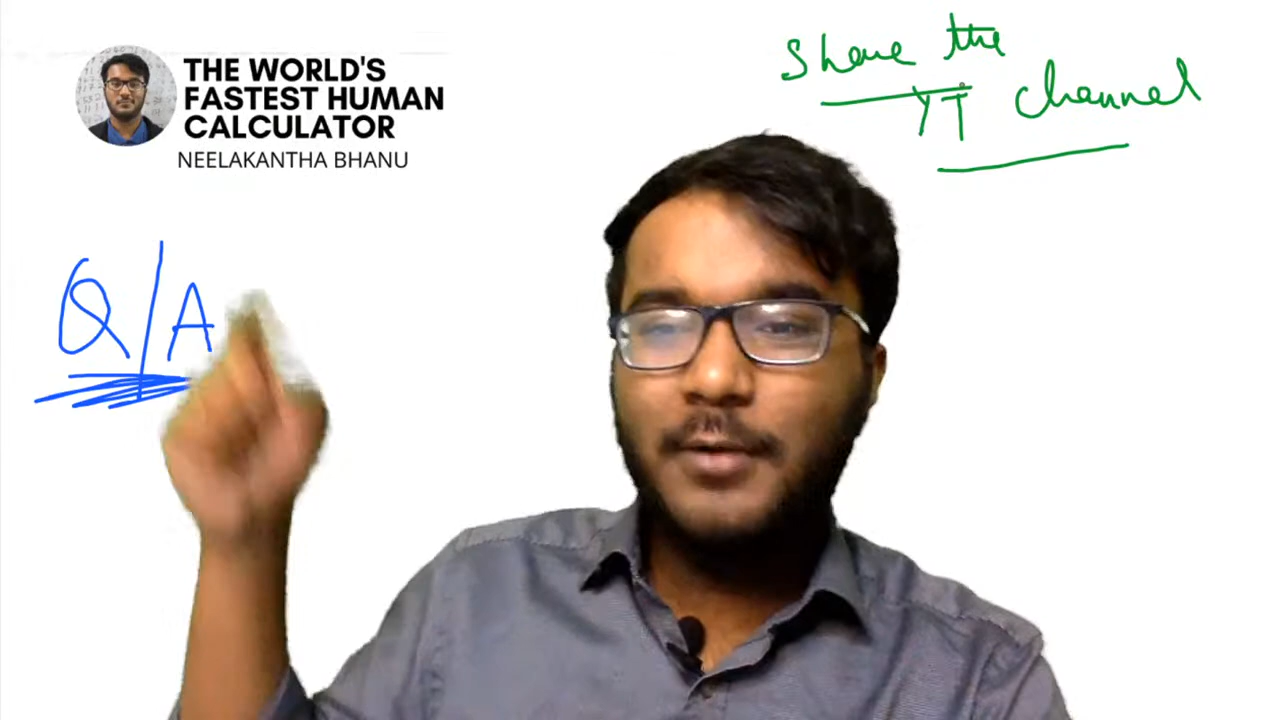 THE WORLD'S
FASTEST HUMAN
CALCULATOR
NEELAKANTHA BHANU
Share the
YT channel
Q/A